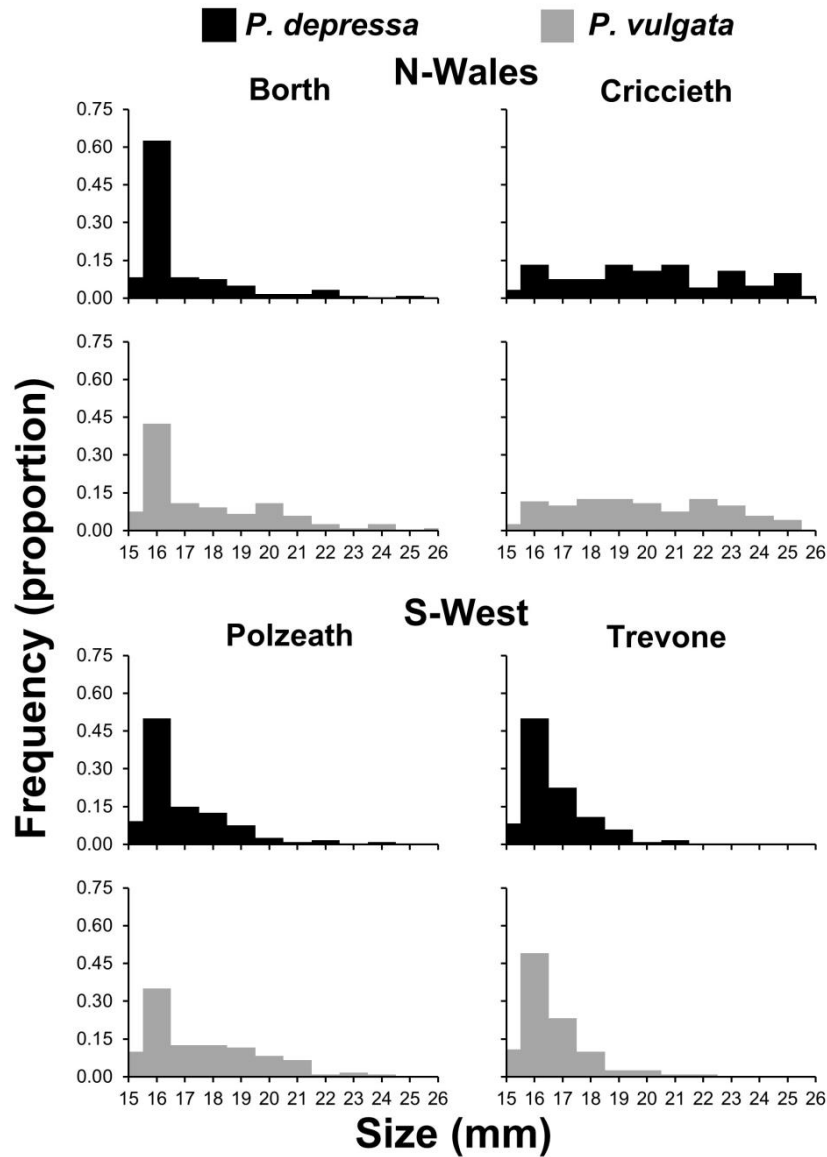 P. depressa P. vulgata
N-Wales
Borth Criccieth
0.75
0.60
0.45
0.30
0.15
0.00
0.75
0.60
0.45
0.30
0.15
0.00
15 16 17 18 19 20 21 22 23 24 25 26 15 16 17 18 19 20 21 22 23 24 25 26
Frequency (proportion)
S-West
Polzeath Trevone
0.75
0.60
0.45
0.30
0.15
0.00
0.75
0.60
0.45
0.30
0.15
0.00
15 16 17 18 19 20 21 22 23 24 25 26 15 16 17 18 19 20 21 22 23 24 25 26
Size (mm)